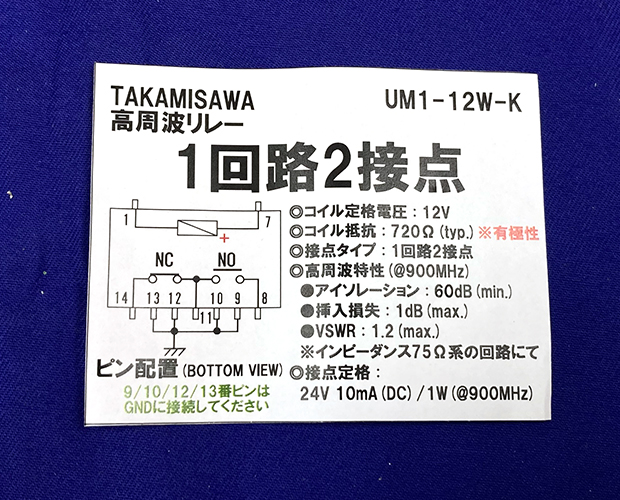 TAKAMISAWA
UM1-12W-K
高周波リレー
1回路2接点
1
7
+
NC
NO
14
13
12
11
10
9
8
ピン配置(BOTTOM VIEW)
9/10/12/13番ピンは
GNDに接続してください
◎コイル定格電圧：12V
◎コイル抵抗：720Ω(typ.) ※有極性
◎接点タイプ：1回路2接点
◎高周波特性(@900MHz)
●アイソレーション：60dB(min.)
●挿入損失：1dB(max.)
●VSWR：1.2(max.)
※インピーダンス75Ω系の回路にて
◎接点定格：
24V 10mA(DC)/1W(@900MHz)